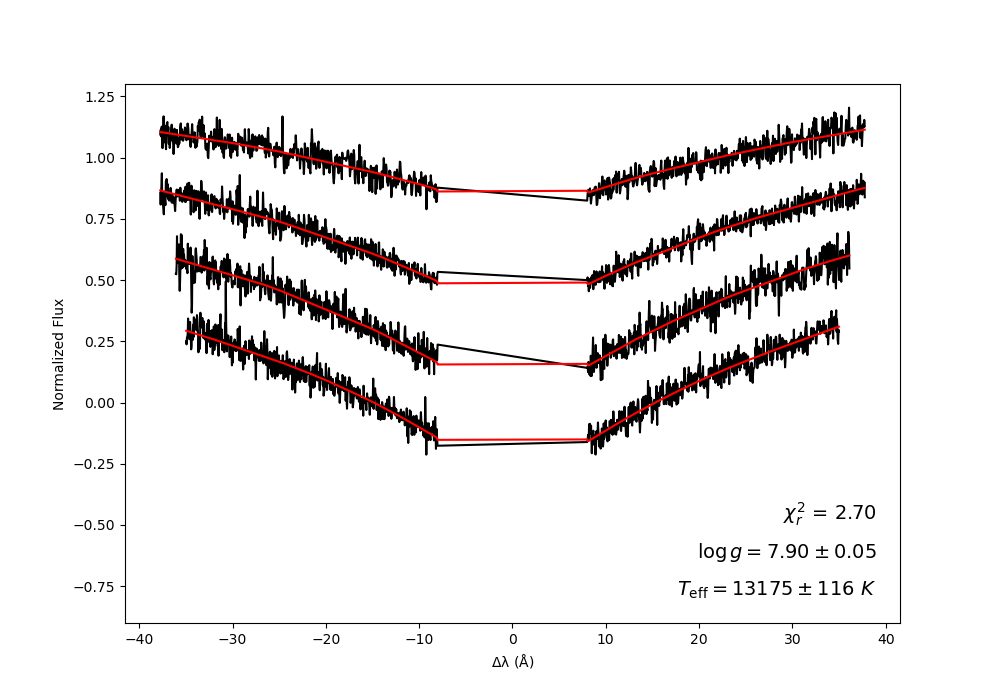 1.25
1.00
0.75
0.50
0.25
0.00
−0.25
−0.50
−0.75
Normalized Flux
χ²ᵣ = 2.70
log g = 7.90 ± 0.05
T_eff = 13175 ± 116 K
−40 −30 −20 −10 0 10 20 30 40
Δλ (Å)